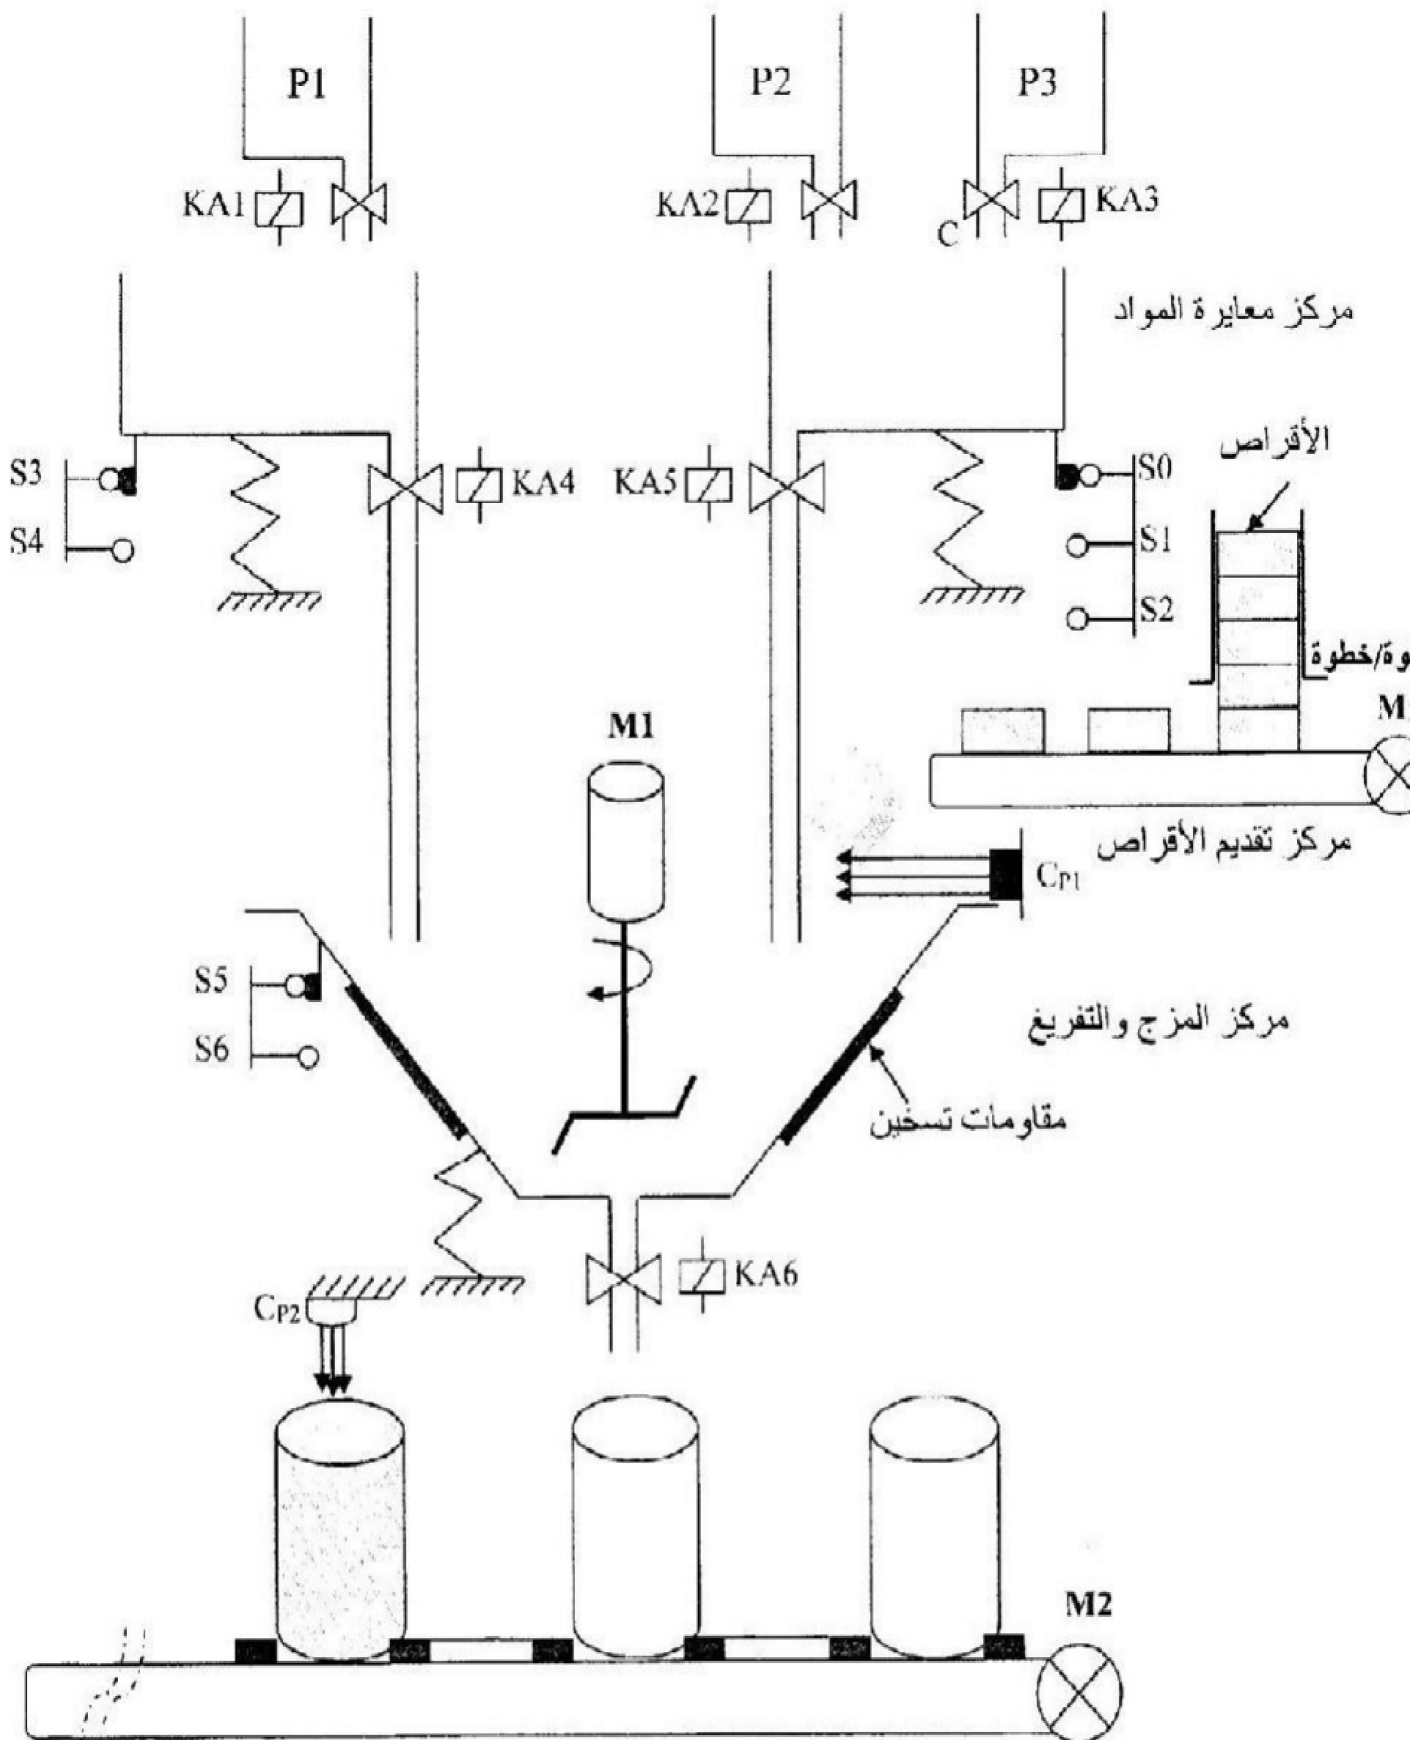 P1
P2
P3
KA1
KA2
C
KA3
مركز معايرة المواد
S3
KA4
KA5
S0
الأقراص
S4
S1
S2
خطوة/
M1
M
مركز تقديم الأقراص
CP1
S5
مركز المزج والتفريغ
S6
مقاومات تسخين
KA6
CP2
M2